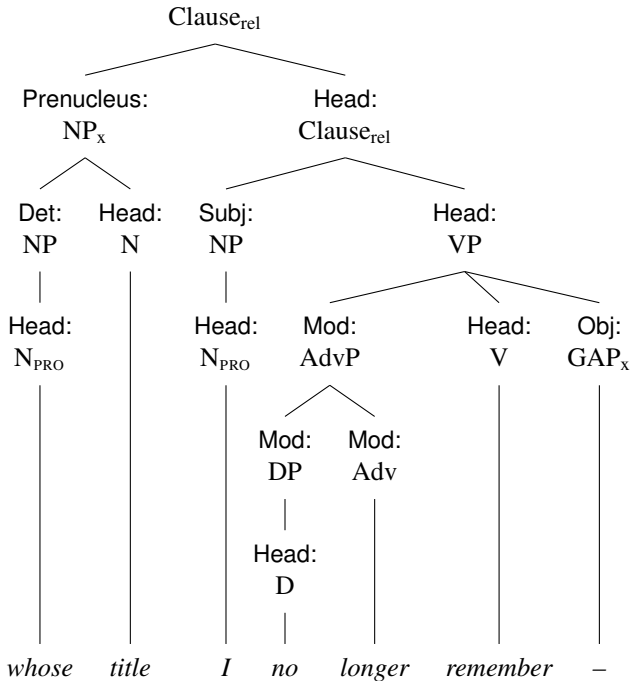 Clause_rel
Prenucleus: Head:
NP_x Clause_rel
Det: Head: Subj: Head:
NP N NP VP
Head: Head: Mod: Head: Obj:
N_PRO N_PRO AdvP V GAP_x
Mod: Mod:
DP Adv
Head:
D
whose title I no longer remember –